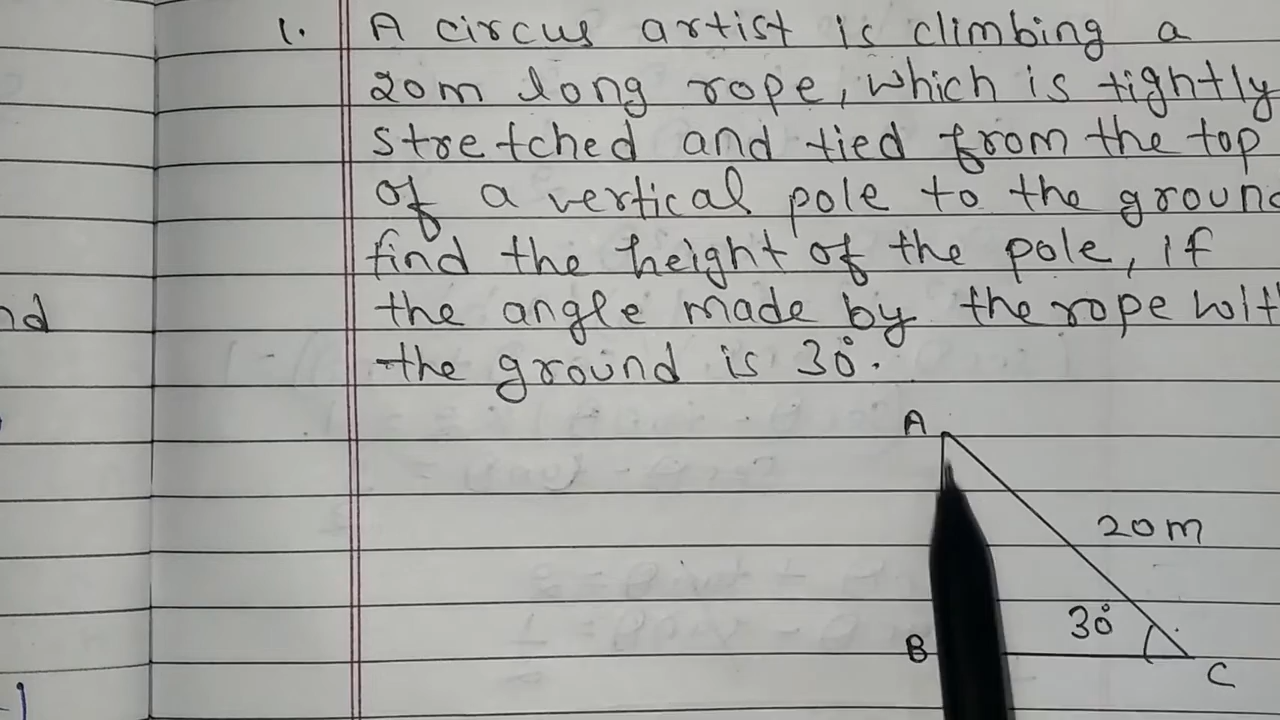 1. A circus artist is climbing a
20m long rope, which is tightly
stretched and tied from the top
of a vertical pole to the ground
find the height of the pole, if
the angle made by the rope with
the ground is 30°.
nd
A
20m
30°
B
C
-1